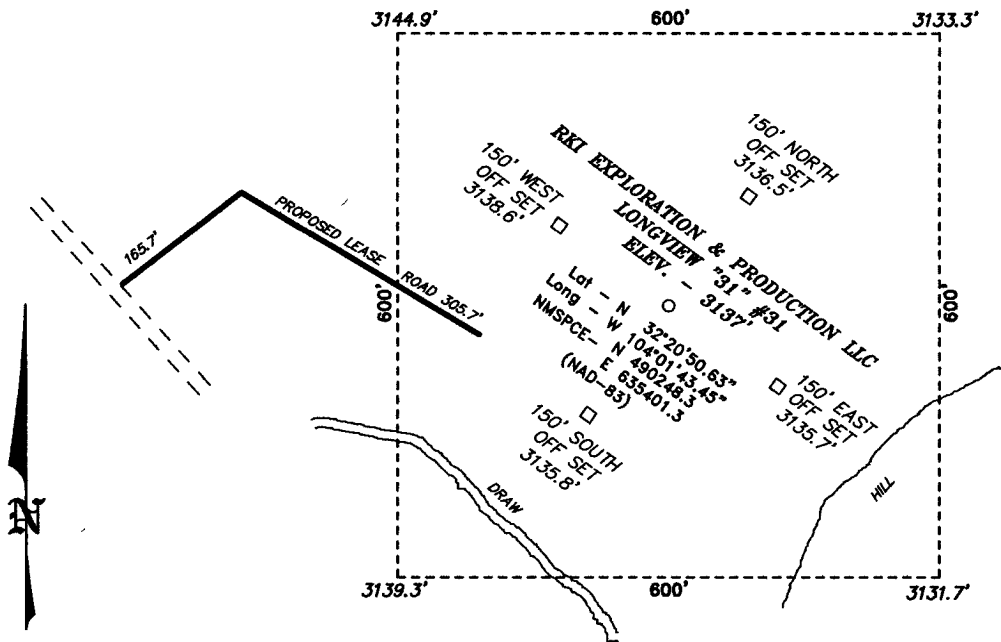 3144.9' 600' 3133.3'
150' NORTH
OFF SET
3136.5'
150' WEST
OFF SET
3138.6'
RKI EXPLORATION & PRODUCTION LLC
LONGVIEW "31" #31
ELEV. - 3137'
165.7'
PROPOSED LEASE ROAD 305.7'
600'
600'
Lat - N 32°20'50.63"
Long - W 104°01'43.45"
NMSPCE- N 490248.3
E 635401.3
(NAD-83)
150' EAST
OFF SET
3135.7'
150' SOUTH
OFF SET
3135.8'
DRAW
HILL
N
3139.3' 600' 3131.7'